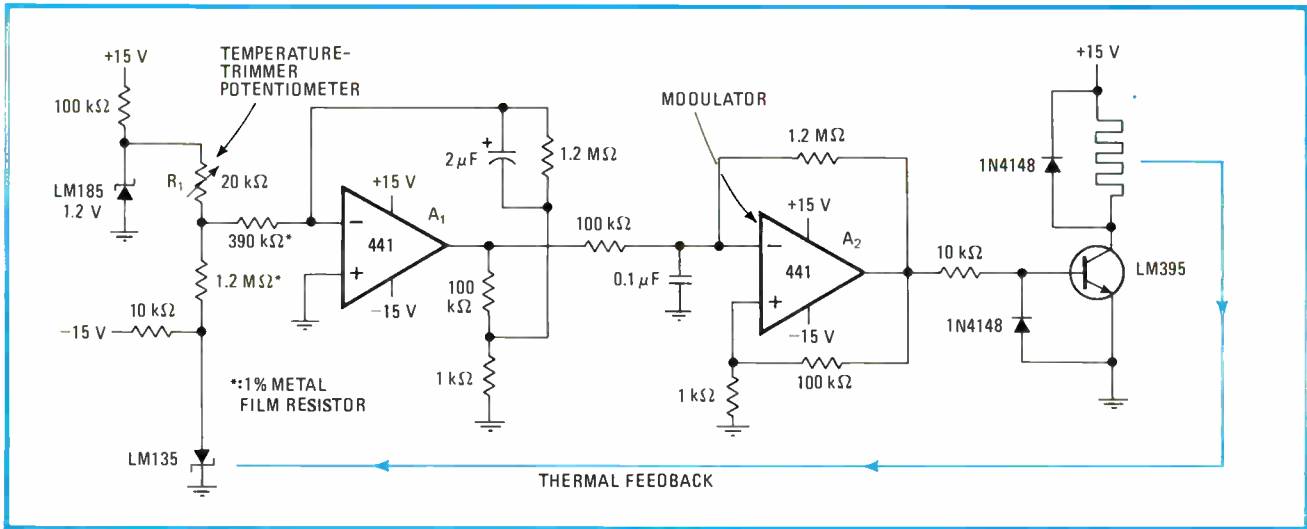 +15 V
100 kΩ
LM185
1.2 V
TEMPERATURE-
TRIMMER
POTENTIOMETER
R1
20 kΩ
390 kΩ*
1.2 MΩ*
10 kΩ
−15 V
LM135
*:1% METAL
FILM RESISTOR
+
2 μF
1.2 MΩ
+15 V
A1
−
441
+
−15 V
100
kΩ
1 kΩ
100 kΩ
0.1 μF
MODULATOR
1.2 MΩ
+15 V
A2
−
441
+
−15 V
100 kΩ
1 kΩ
10 kΩ
1N4148
+15 V
1N4148
LM395
THERMAL FEEDBACK